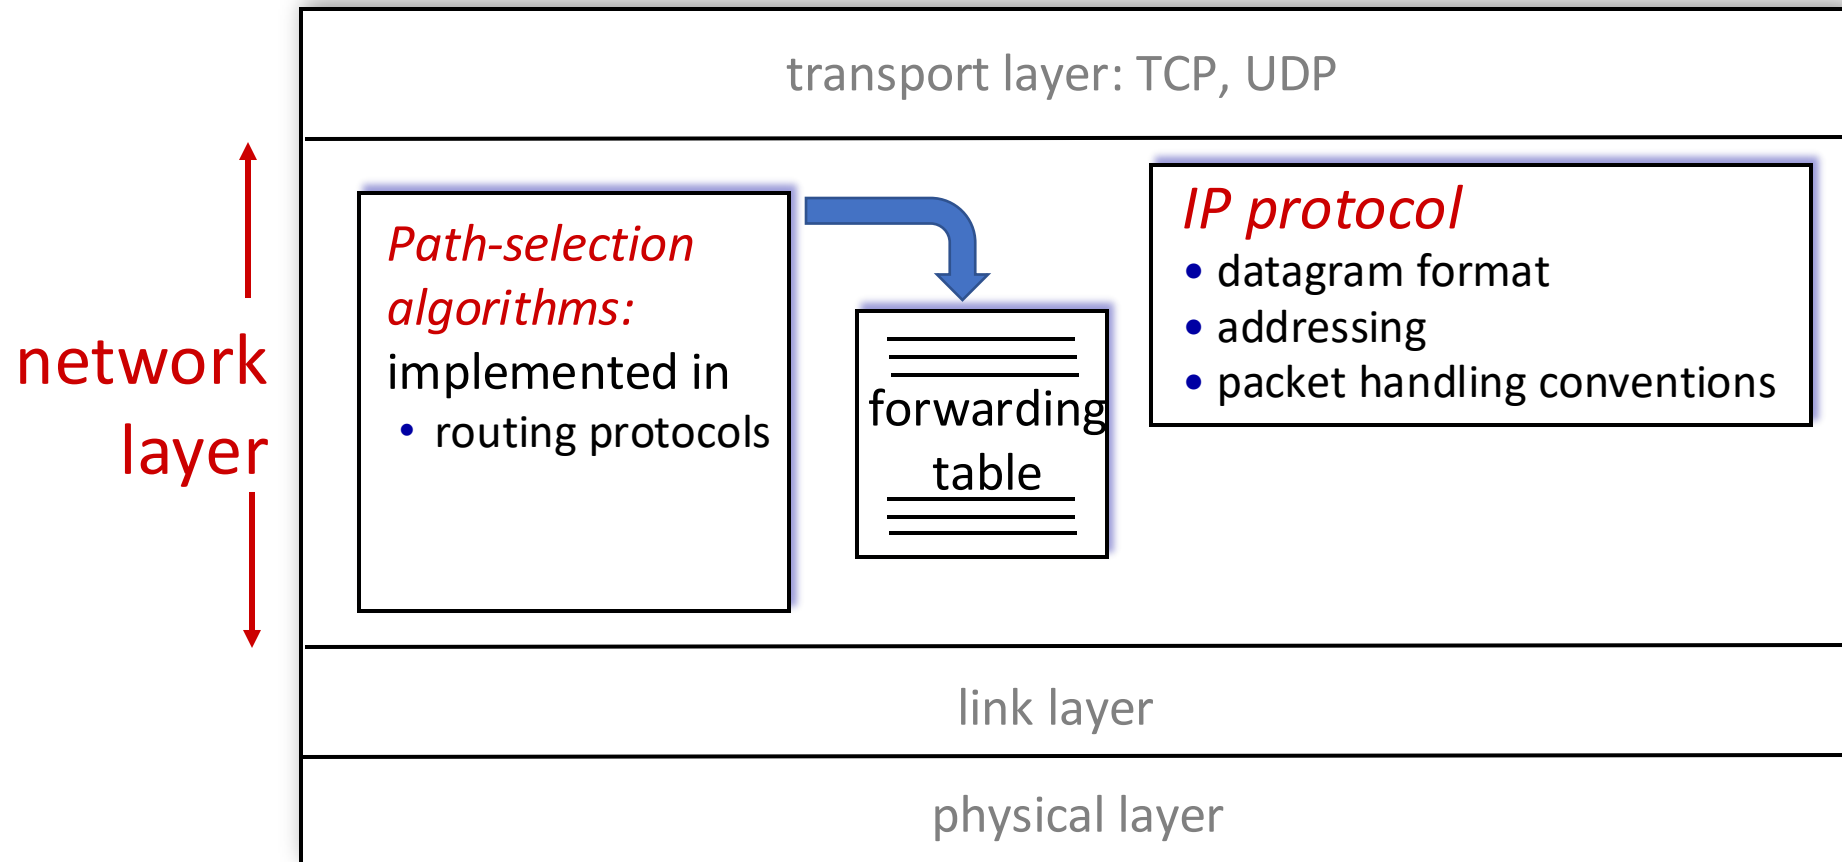 transport layer: TCP, UDP
network
layer
Path-selection
algorithms:
implemented in
• routing protocols
forwarding
table
IP protocol
• datagram format
• addressing
• packet handling conventions
link layer
physical layer